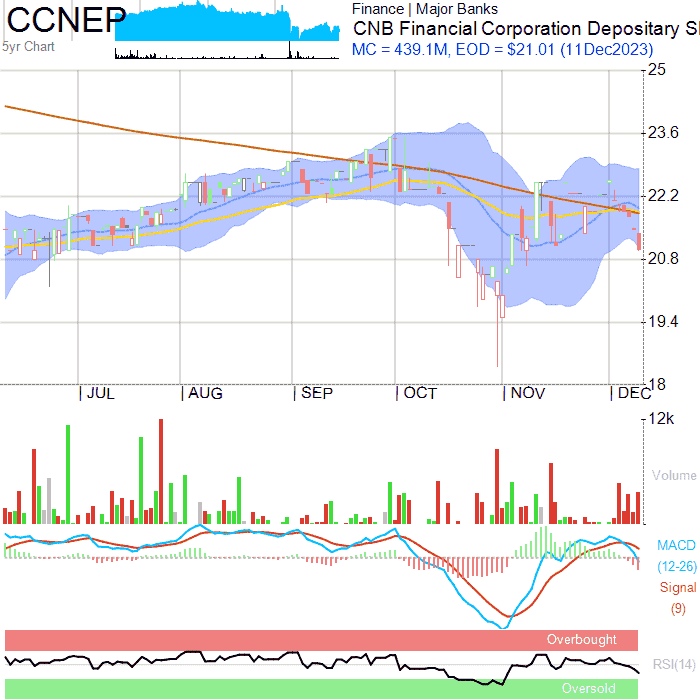 CCNEP
5yr Chart
Finance | Major Banks
CNB Financial Corporation Depositary S
MC = 439.1M, EOD = $21.01 (11Dec2023)
25
23.6
22.2
20.8
19.4
18
JUL
AUG
SEP
OCT
NOV
DEC
12k
Volume
MACD
(12-26)
Signal
(9)
Overbought
RSI(14)
Oversold